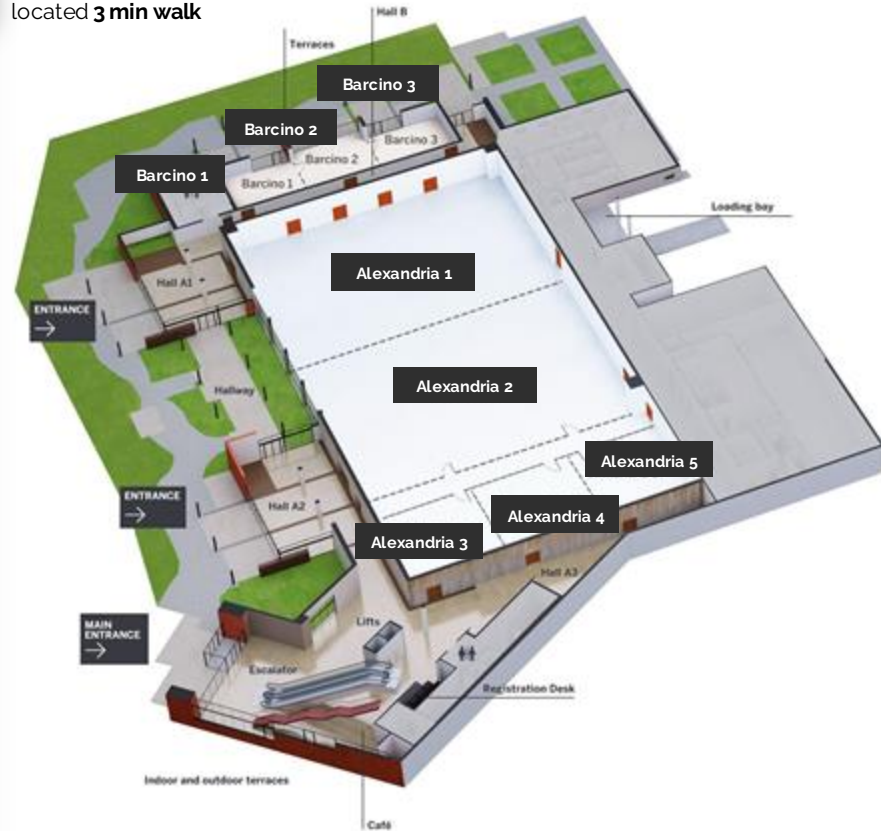 located 3 min walk
Hall B
Terraces
Barcino 3
Barcino 2
Barcino 3
Barcino 2
Barcino 1
Barcino 1
Loading bay
Alexandria 1
Hall A1
ENTRANCE
Alexandria 2
Hallway
Alexandria 5
ENTRANCE
Hall A2
Alexandria 4
Alexandria 3
Hall A3
MAIN
ENTRANCE
Lifts
Escalator
Registration Desk
Indoor and outdoor terraces
Café